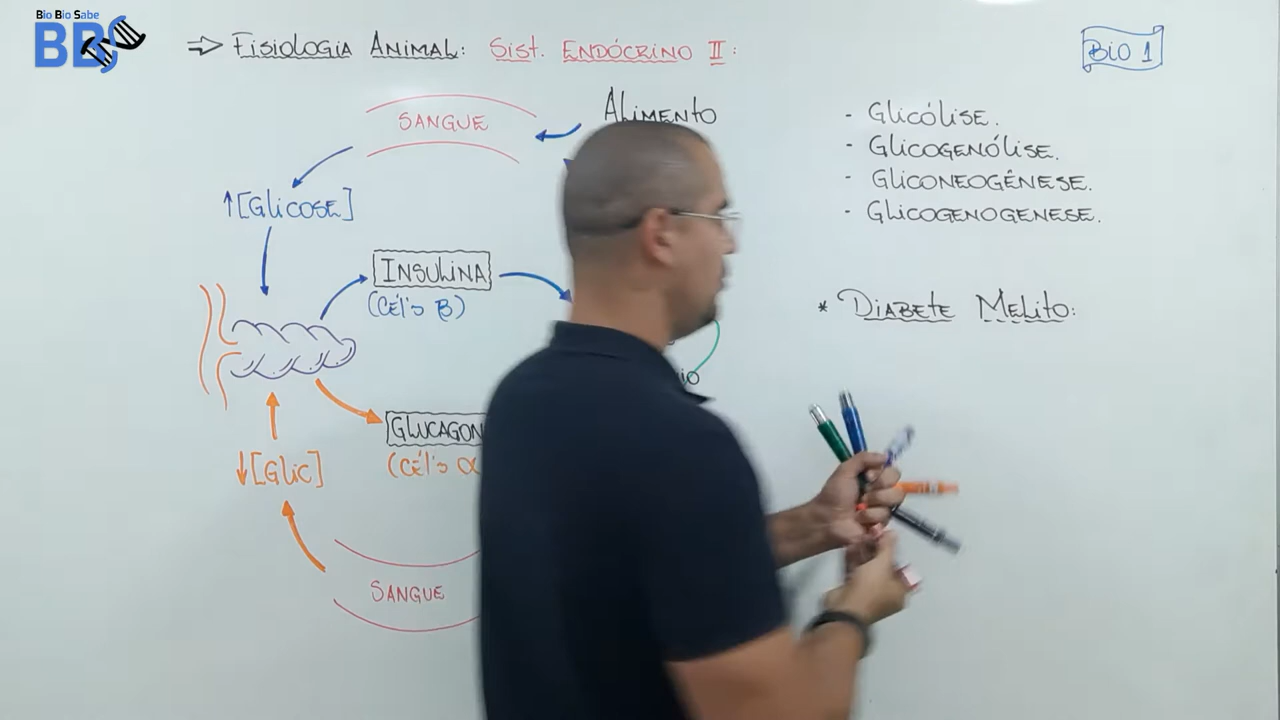 Bio Bio Sabe
BBS
⇒ Fisiologia Animal: Sist. Endócrino II:
BIO 1
Alimento
SANGUE
↑[Glicose]
INSULINA
(Cél's β)
GLUCAGON
(Cél's α
↓[Glic]
SANGUE
- Glicólise.
- Glicogenólise.
- Gliconeogênese.
- Glicogenogenese.
* Diabete Melito: